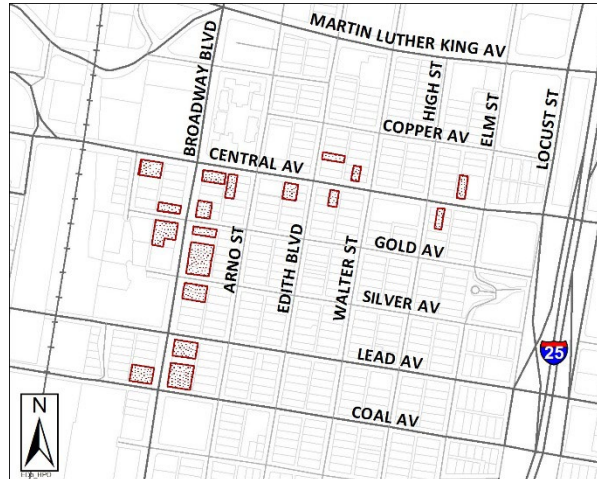 MARTIN LUTHER KING AV
BROADWAY BLVD
HIGH ST
ELM ST
LOCUST ST
COPPER AV
CENTRAL AV
ARNO ST
EDITH BLVD
WALTER ST
GOLD AV
SILVER AV
25
LEAD AV
COAL AV
N